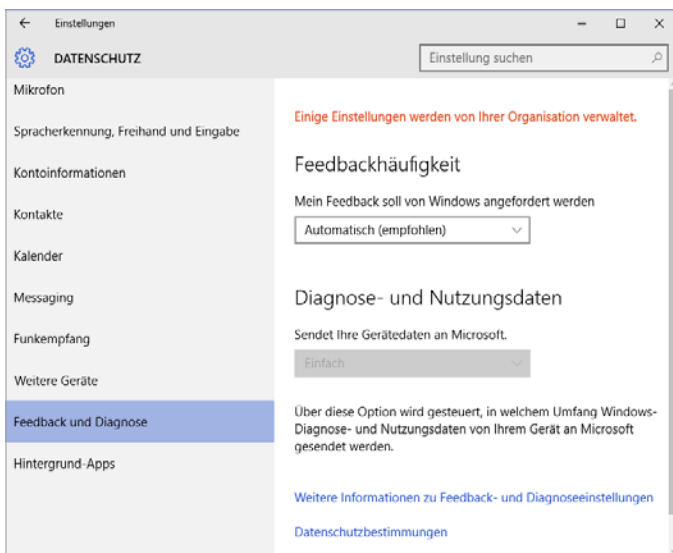 Einstellungen
DATENSCHUTZ
Einstellung suchen
Mikrofon
Spracherkennung, Freihand und Eingabe
Kontoinformationen
Kontakte
Kalender
Messaging
Funkempfang
Weitere Geräte
Feedback und Diagnose
Hintergrund-Apps
Einige Einstellungen werden von Ihrer Organisation verwaltet.
Feedbackhäufigkeit
Mein Feedback soll von Windows angefordert werden
Automatisch (empfohlen)
Diagnose- und Nutzungsdaten
Sendet Ihre Gerätedaten an Microsoft.
Einfach
Über diese Option wird gesteuert, in welchem Umfang Windows-
Diagnose- und Nutzungsdaten von Ihrem Gerät an Microsoft
gesendet werden.
Weitere Informationen zu Feedback- und Diagnoseeinstellungen
Datenschutzbestimmungen